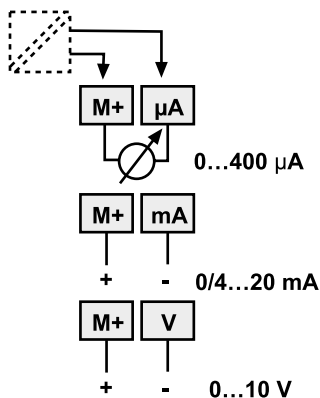 M+ µA
0...400 µA
M+ mA
+ - 0/4...20 mA
M+ V
+ - 0...10 V